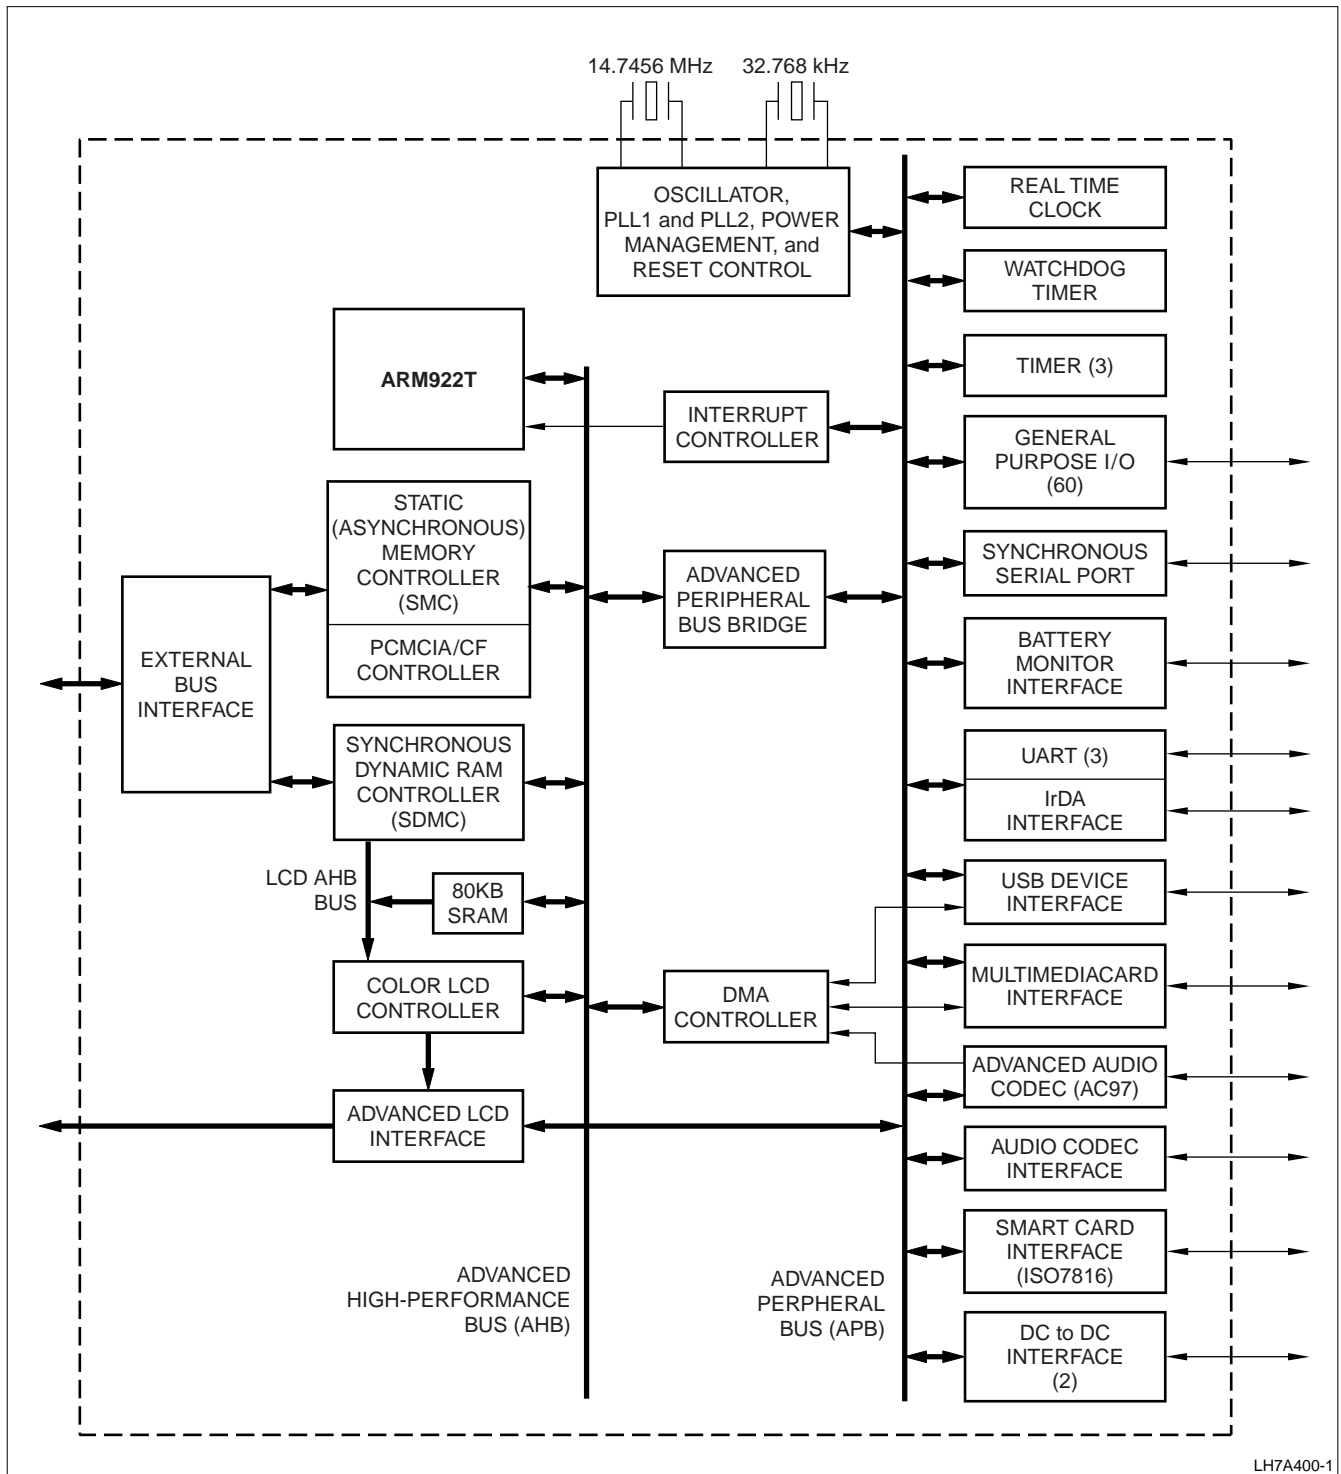 14.7456 MHz
32.768 kHz
OSCILLATOR,
PLL1 and PLL2, POWER
MANAGEMENT, and
RESET CONTROL
REAL TIME
CLOCK
WATCHDOG
TIMER
ARM922T
TIMER (3)
INTERRUPT
CONTROLLER
GENERAL
PURPOSE I/O
(60)
STATIC
(ASYNCHRONOUS)
MEMORY
CONTROLLER
(SMC)
PCMCIA/CF
CONTROLLER
ADVANCED
PERIPHERAL
BUS BRIDGE
SYNCHRONOUS
SERIAL PORT
EXTERNAL
BUS
INTERFACE
BATTERY
MONITOR
INTERFACE
SYNCHRONOUS
DYNAMIC RAM
CONTROLLER
(SDMC)
UART (3)
IrDA
INTERFACE
LCD AHB
BUS
80KB
SRAM
USB DEVICE
INTERFACE
COLOR LCD
CONTROLLER
DMA
CONTROLLER
MULTIMEDIACARD
INTERFACE
ADVANCED AUDIO
CODEC (AC97)
ADVANCED LCD
INTERFACE
AUDIO CODEC
INTERFACE
SMART CARD
INTERFACE
(ISO7816)
ADVANCED
HIGH-PERFORMANCE
BUS (AHB)
ADVANCED
PERPHERAL
BUS (APB)
DC to DC
INTERFACE
(2)
LH7A400-1